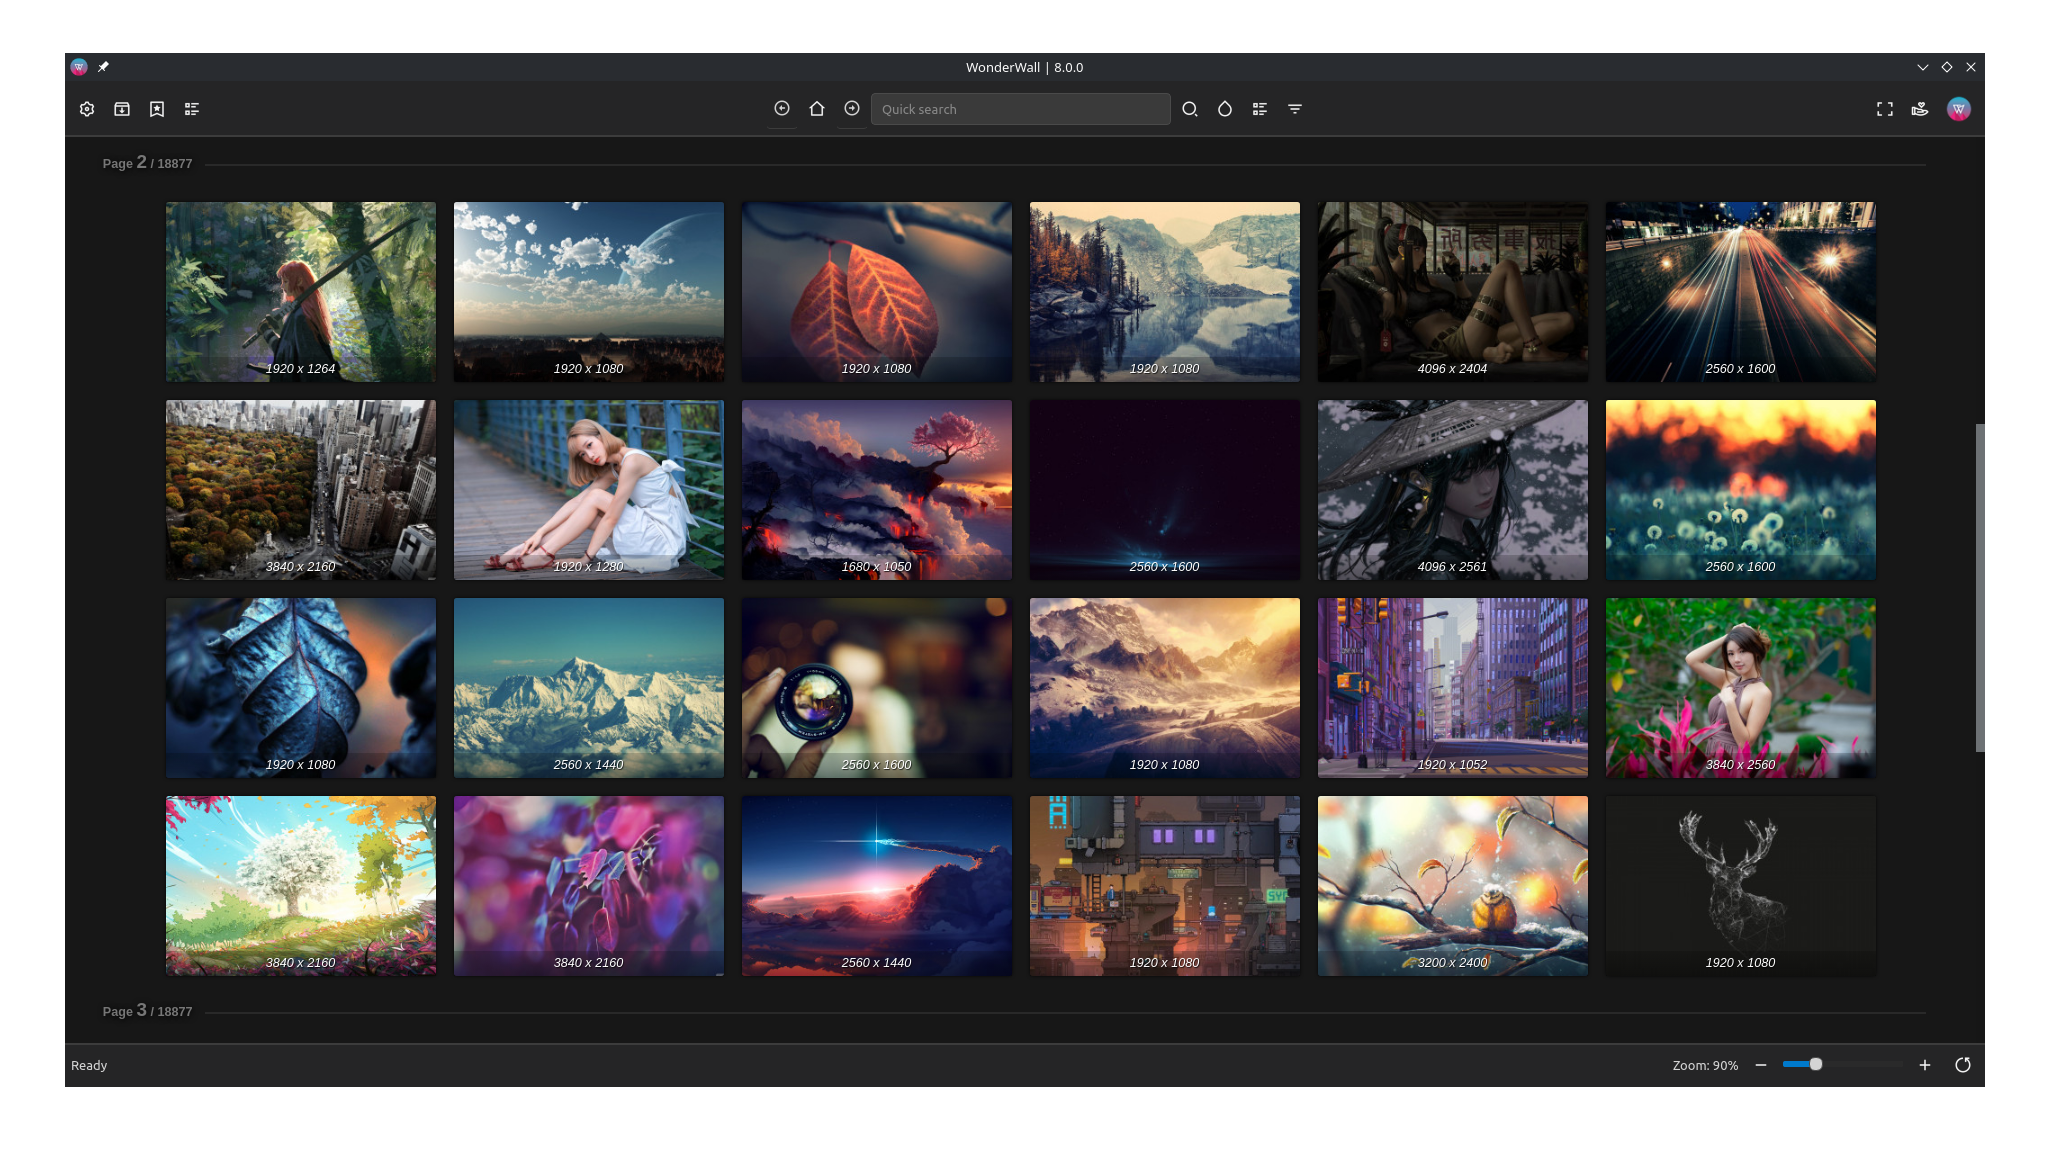 WonderWall | 8.0.0
Quick search
Page 2 / 18877
1920 x 1264
1920 x 1080
1920 x 1080
1920 x 1080
4096 x 2404
2560 x 1600
3840 x 2160
1920 x 1280
1680 x 1050
2560 x 1600
4096 x 2561
2560 x 1600
1920 x 1080
2560 x 1440
2560 x 1600
1920 x 1080
1920 x 1052
3840 x 2560
3840 x 2160
3840 x 2160
2560 x 1440
1920 x 1080
3200 x 2400
1920 x 1080
Page 3 / 18877
Ready
Zoom: 90%